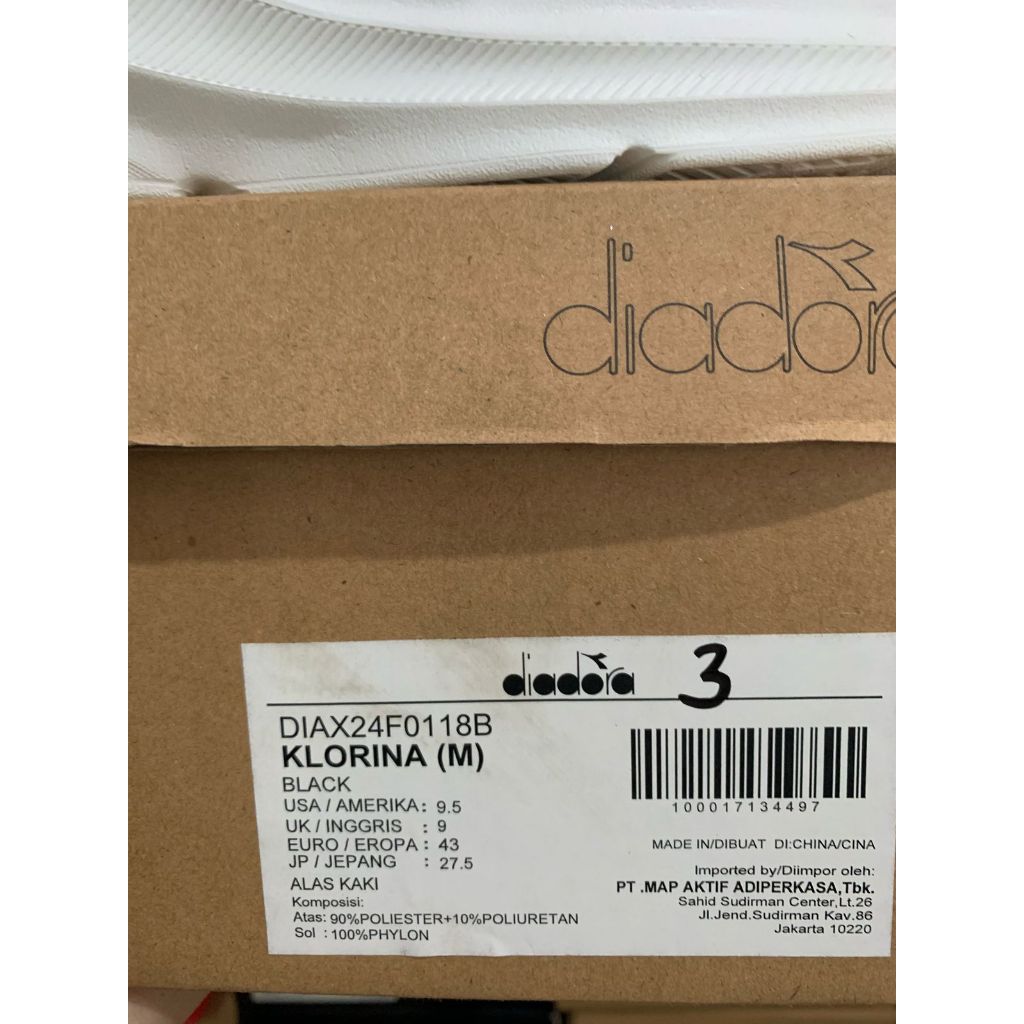 diadora
diadora 3
DIAX24F0118B
KLORINA (M)
BLACK
USA / AMERIKA : 9.5
UK / INGGRIS : 9
EURO / EROPA : 43
JP / JEPANG : 27.5
ALAS KAKI
Komposisi:
Atas: 90%POLIESTER+10%POLIURETAN
Sol : 100%PHYLON
100017134497
MADE IN/DIBUAT DI:CHINA/CINA
Imported by/Diimpor oleh:
PT .MAP AKTIF ADIPERKASA,Tbk.
Sahid Sudirman Center,Lt.26
Jl.Jend.Sudirman Kav.86
Jakarta 10220